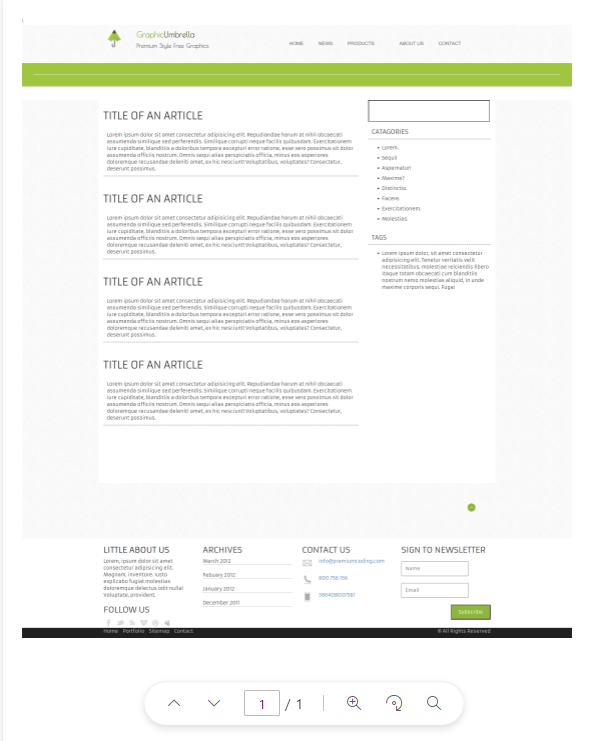 GraphicUmbrella
Premium Style Free Graphics
HOME NEWS PRODUCTS ABOUT US CONTACT
TITLE OF AN ARTICLE
Lorem ipsum dolor sit amet consectetur adipisicing elit. Repudiandae harum at nihil obcaecati
assumenda similique sed perferendis. Similique corrupti neque facilis quibusdam. Exercitationem
iure cupiditate, blanditiis a doloribus tempora excepturi error ratione, esse vero possimus sit dolor
assumenda officiis nostrum. Omnis sequi alias perspiciatis officia, minus eos asperiores
doloremque recusandae deleniti amet, ex hic nesciunt! Voluptatibus, voluptates? Consectetur,
deserunt possimus.
TITLE OF AN ARTICLE
Lorem ipsum dolor sit amet consectetur adipisicing elit. Repudiandae harum at nihil obcaecati
assumenda similique sed perferendis. Similique corrupti neque facilis quibusdam. Exercitationem
iure cupiditate, blanditiis a doloribus tempora excepturi error ratione, esse vero possimus sit dolor
assumenda officiis nostrum. Omnis sequi alias perspiciatis officia, minus eos asperiores
doloremque recusandae deleniti amet, ex hic nesciunt! Voluptatibus, voluptates? Consectetur,
deserunt possimus.
TITLE OF AN ARTICLE
Lorem ipsum dolor sit amet consectetur adipisicing elit. Repudiandae harum at nihil obcaecati
assumenda similique sed perferendis. Similique corrupti neque facilis quibusdam. Exercitationem
iure cupiditate, blanditiis a doloribus tempora excepturi error ratione, esse vero possimus sit dolor
assumenda officiis nostrum. Omnis sequi alias perspiciatis officia, minus eos asperiores
doloremque recusandae deleniti amet, ex hic nesciunt! Voluptatibus, voluptates? Consectetur,
deserunt possimus.
TITLE OF AN ARTICLE
Lorem ipsum dolor sit amet consectetur adipisicing elit. Repudiandae harum at nihil obcaecati
assumenda similique sed perferendis. Similique corrupti neque facilis quibusdam. Exercitationem
iure cupiditate, blanditiis a doloribus tempora excepturi error ratione, esse vero possimus sit dolor
assumenda officiis nostrum. Omnis sequi alias perspiciatis officia, minus eos asperiores
doloremque recusandae deleniti amet, ex hic nesciunt! Voluptatibus, voluptates? Consectetur,
deserunt possimus.
CATAGORIES
• Lorem.
• Sequi!
• Aspernatur!
• Maxime?
• Distinctio.
• Facere.
• Exercitationem.
• Molestias.
TAGS
• Lorem ipsum dolor, sit amet consectetur
adipisicing elit. Tenetur veritatis velit
necessitatibus, molestiae reiciendis libero
itaque totam obcaecati cum blanditiis
nostrum nemo molestias aliquid, in unde
maxime corporis sequi. Fuga!
LITTLE ABOUT US
Lorem, ipsum dolor sit amet
consectetur adipisicing elit.
Magnam, inventore. Iusto
explicabo fugiat molestias
doloremque delectus odit nulla!
Voluptate, provident.
FOLLOW US
ARCHIVES
March 2012
Rebuary 2012
January 2012
December 2011
CONTACT US
info@premiumcoding.com
800 756 156
SIGN TO NEWSLETTER
Name
Email
Subscribe
Home Portfolio Sitemap Contact
© All Rights Reserved
1 / 1